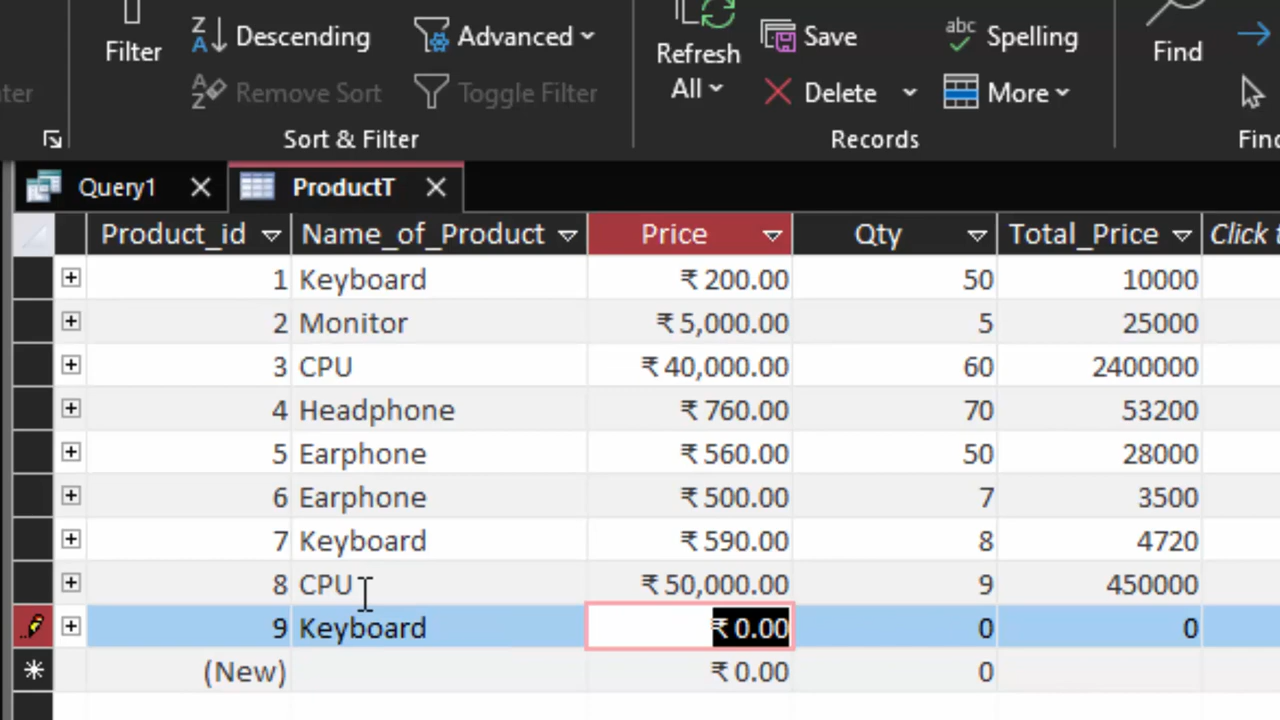 Filter
Descending
Advanced
Remove Sort
Toggle Filter
Sort & Filter
Refresh
All
Save
Delete
Spelling
More
Records
Find
Query1
ProductT
Product_id Name_of_Product Price Qty Total_Price Click
1 Keyboard ₹ 200.00 50 10000
2 Monitor ₹ 5,000.00 5 25000
3 CPU ₹ 40,000.00 60 2400000
4 Headphone ₹ 760.00 70 53200
5 Earphone ₹ 560.00 50 28000
6 Earphone ₹ 500.00 7 3500
7 Keyboard ₹ 590.00 8 4720
8 CPU ₹ 50,000.00 9 450000
9 Keyboard ₹ 0.00 0 0
(New) ₹ 0.00 0